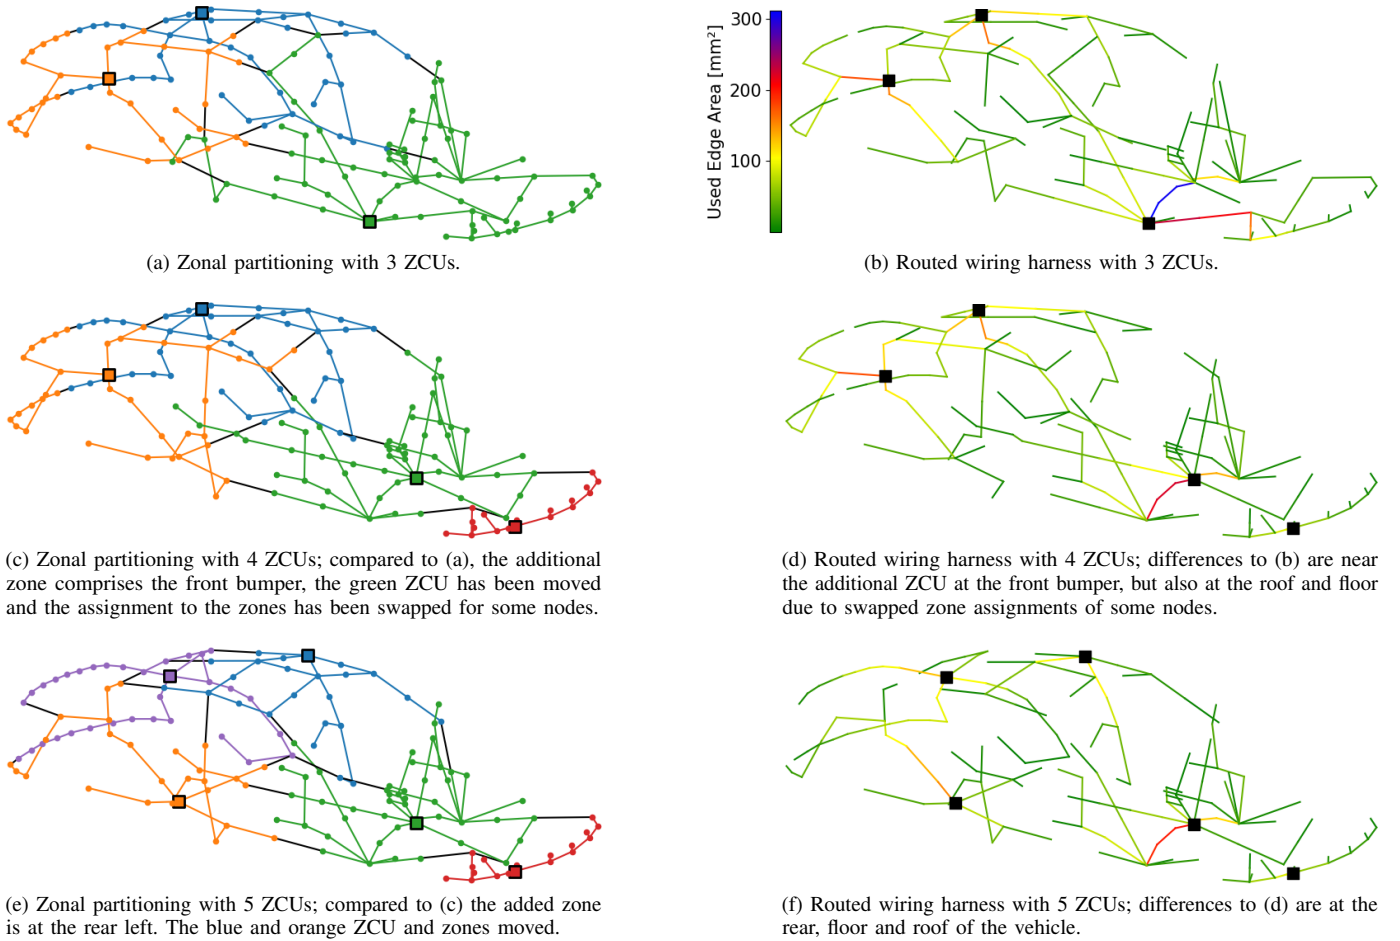 Used Edge Area [mm²]
300
200
100
(a) Zonal partitioning with 3 ZCUs.
(b) Routed wiring harness with 3 ZCUs.
(c) Zonal partitioning with 4 ZCUs; compared to (a), the additional
zone comprises the front bumper, the green ZCU has been moved
and the assignment to the zones has been swapped for some nodes.
(d) Routed wiring harness with 4 ZCUs; differences to (b) are near
the additional ZCU at the front bumper, but also at the roof and floor
due to swapped zone assignments of some nodes.
(e) Zonal partitioning with 5 ZCUs; compared to (c) the added zone
is at the rear left. The blue and orange ZCU and zones moved.
(f) Routed wiring harness with 5 ZCUs; differences to (d) are at the
rear, floor and roof of the vehicle.